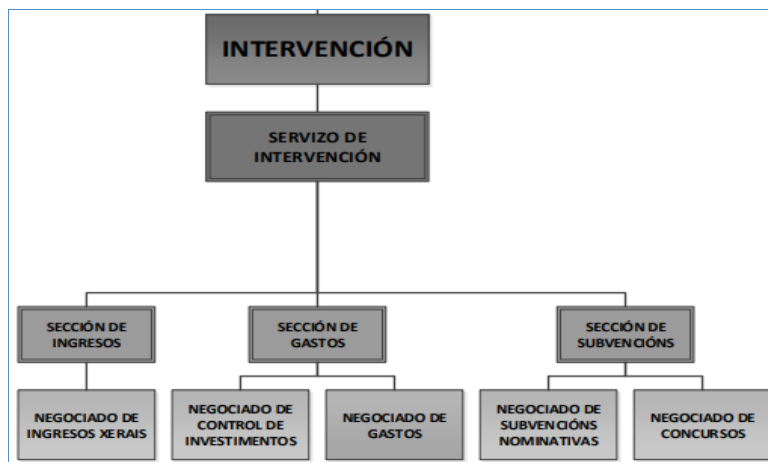 INTERVENCIÓN
SERVIZO DE
INTERVENCIÓN
SECCIÓN DE
INGRESOS
SECCIÓN DE
GASTOS
SECCIÓN DE
SUBVENCIÓNS
NEGOCIADO DE
INGRESOS XERAIS
NEGOCIADO DE
CONTROL DE
INVESTIMENTOS
NEGOCIADO DE
GASTOS
NEGOCIADO DE
SUBVENCIÓNS
NOMINATIVAS
NEGOCIADO DE
CONCURSOS